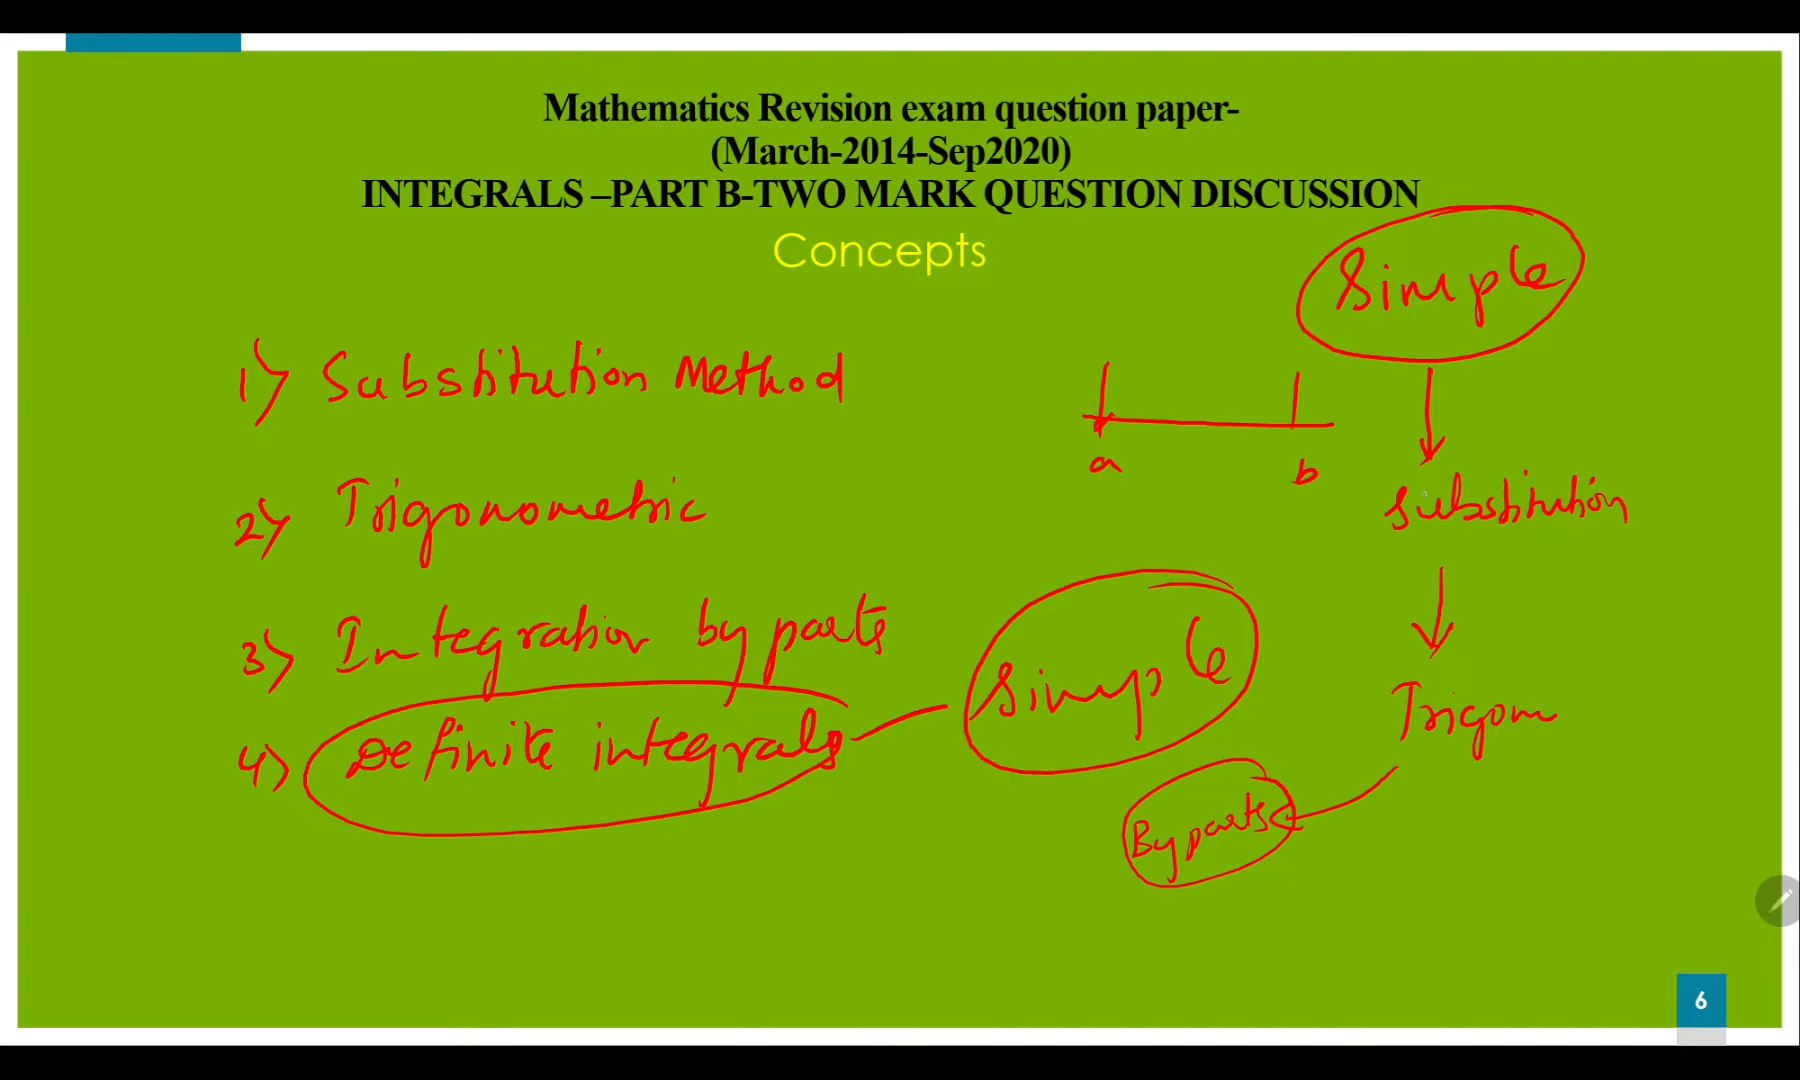 Mathematics Revision exam question paper-
(March-2014-Sep2020)
INTEGRALS –PART B-TWO MARK QUESTION DISCUSSION
Concepts
Simple
1) Substitution Method
a b
Substitution
2) Trigonometric
3) Integration by parts
Simple
Trigom
4) Definite integrals
By parts
6